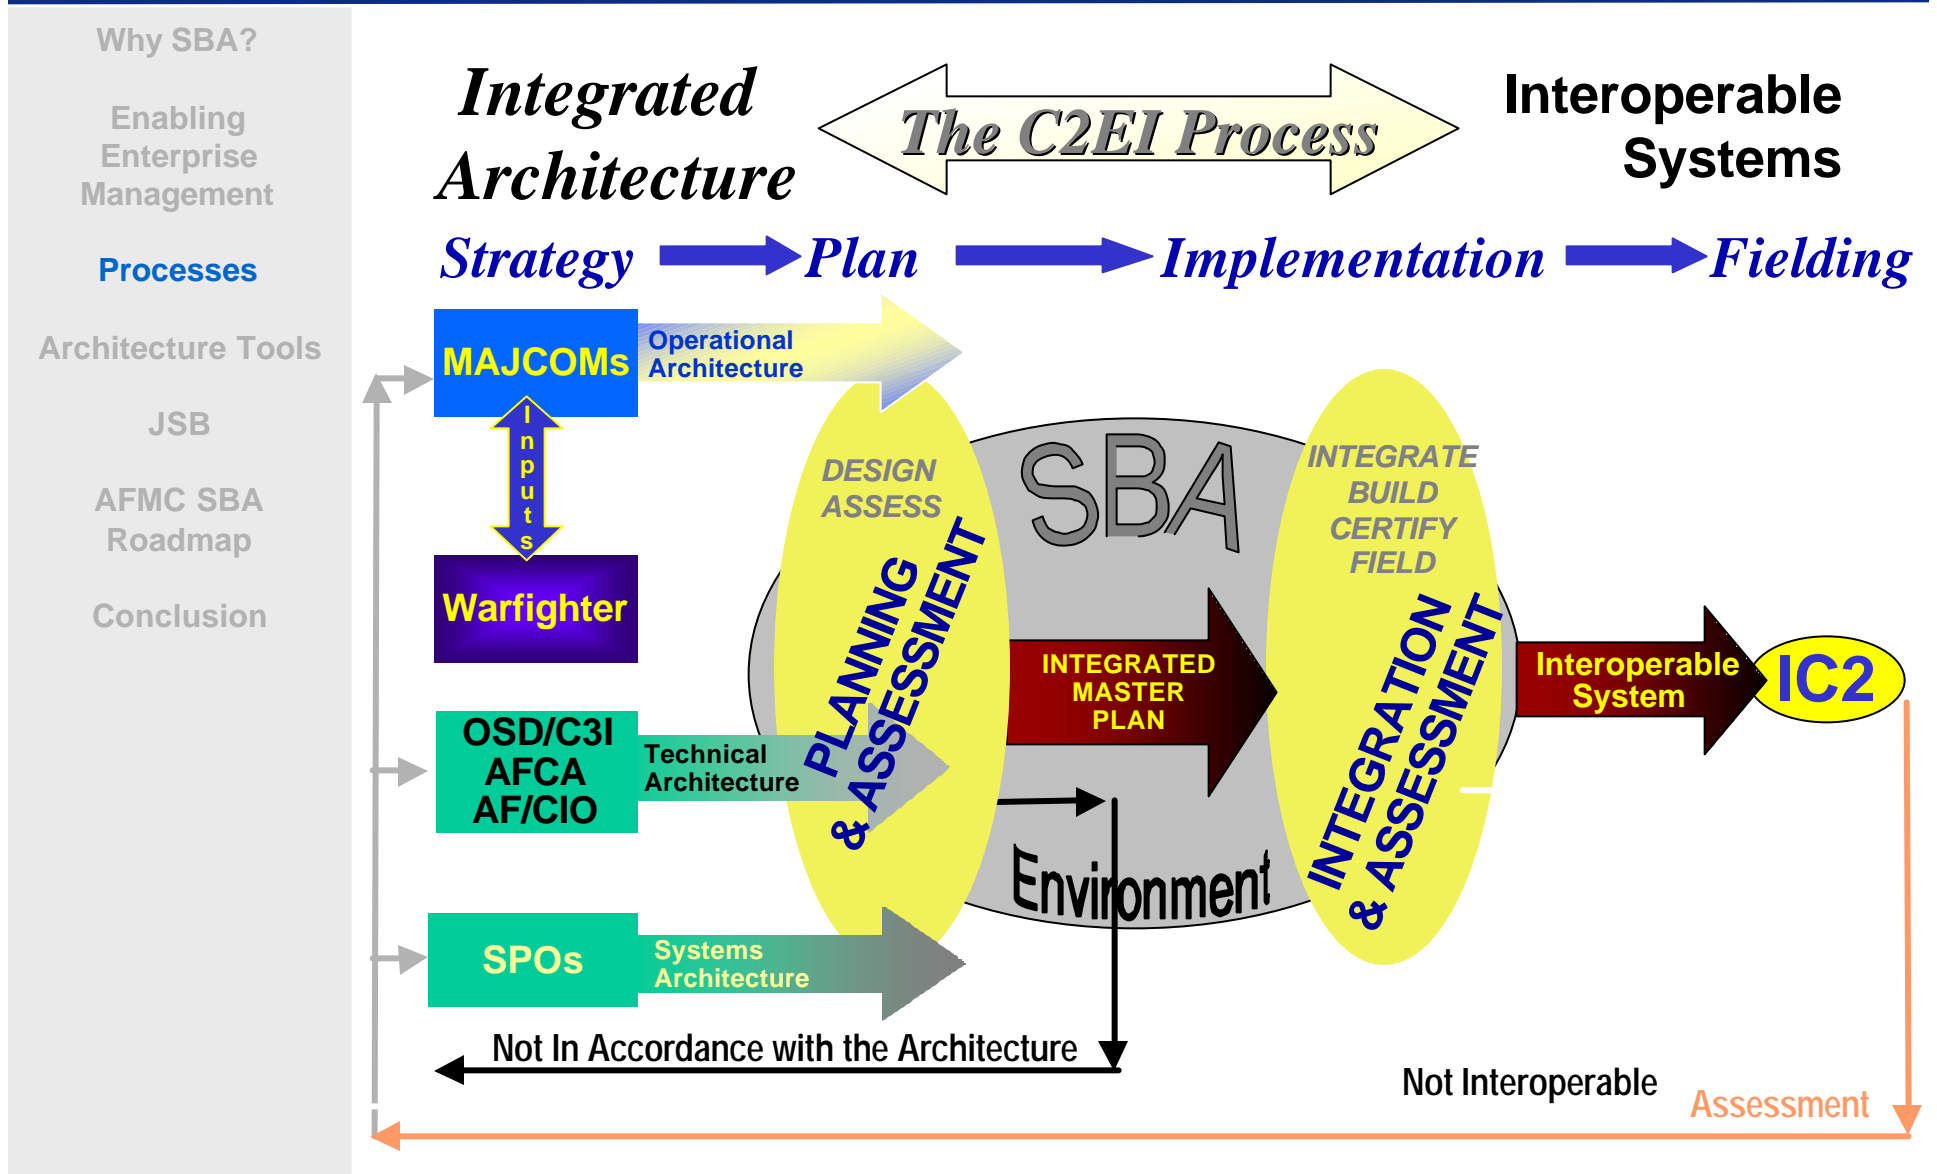 Why SBA?
Enabling
Enterprise
Management
Processes
Architecture Tools
JSB
AFMC SBA
Roadmap
Conclusion
Integrated
Architecture
The C2EI Process
Interoperable
Systems
Strategy
Plan
Implementation
Fielding
MAJCOMs
Operational
Architecture
Inputs
Warfighter
OSD/C3I
AFCA
AF/CIO
Technical
Architecture
SPOs
Systems
Architecture
DESIGN
ASSESS
PLANNING
& ASSESSMENT
SBA
INTEGRATED
MASTER
PLAN
Environment
INTEGRATE
BUILD
CERTIFY
FIELD
INTEGRATION
& ASSESSMENT
Interoperable
System
IC2
Not In Accordance with the Architecture
Not Interoperable
Assessment